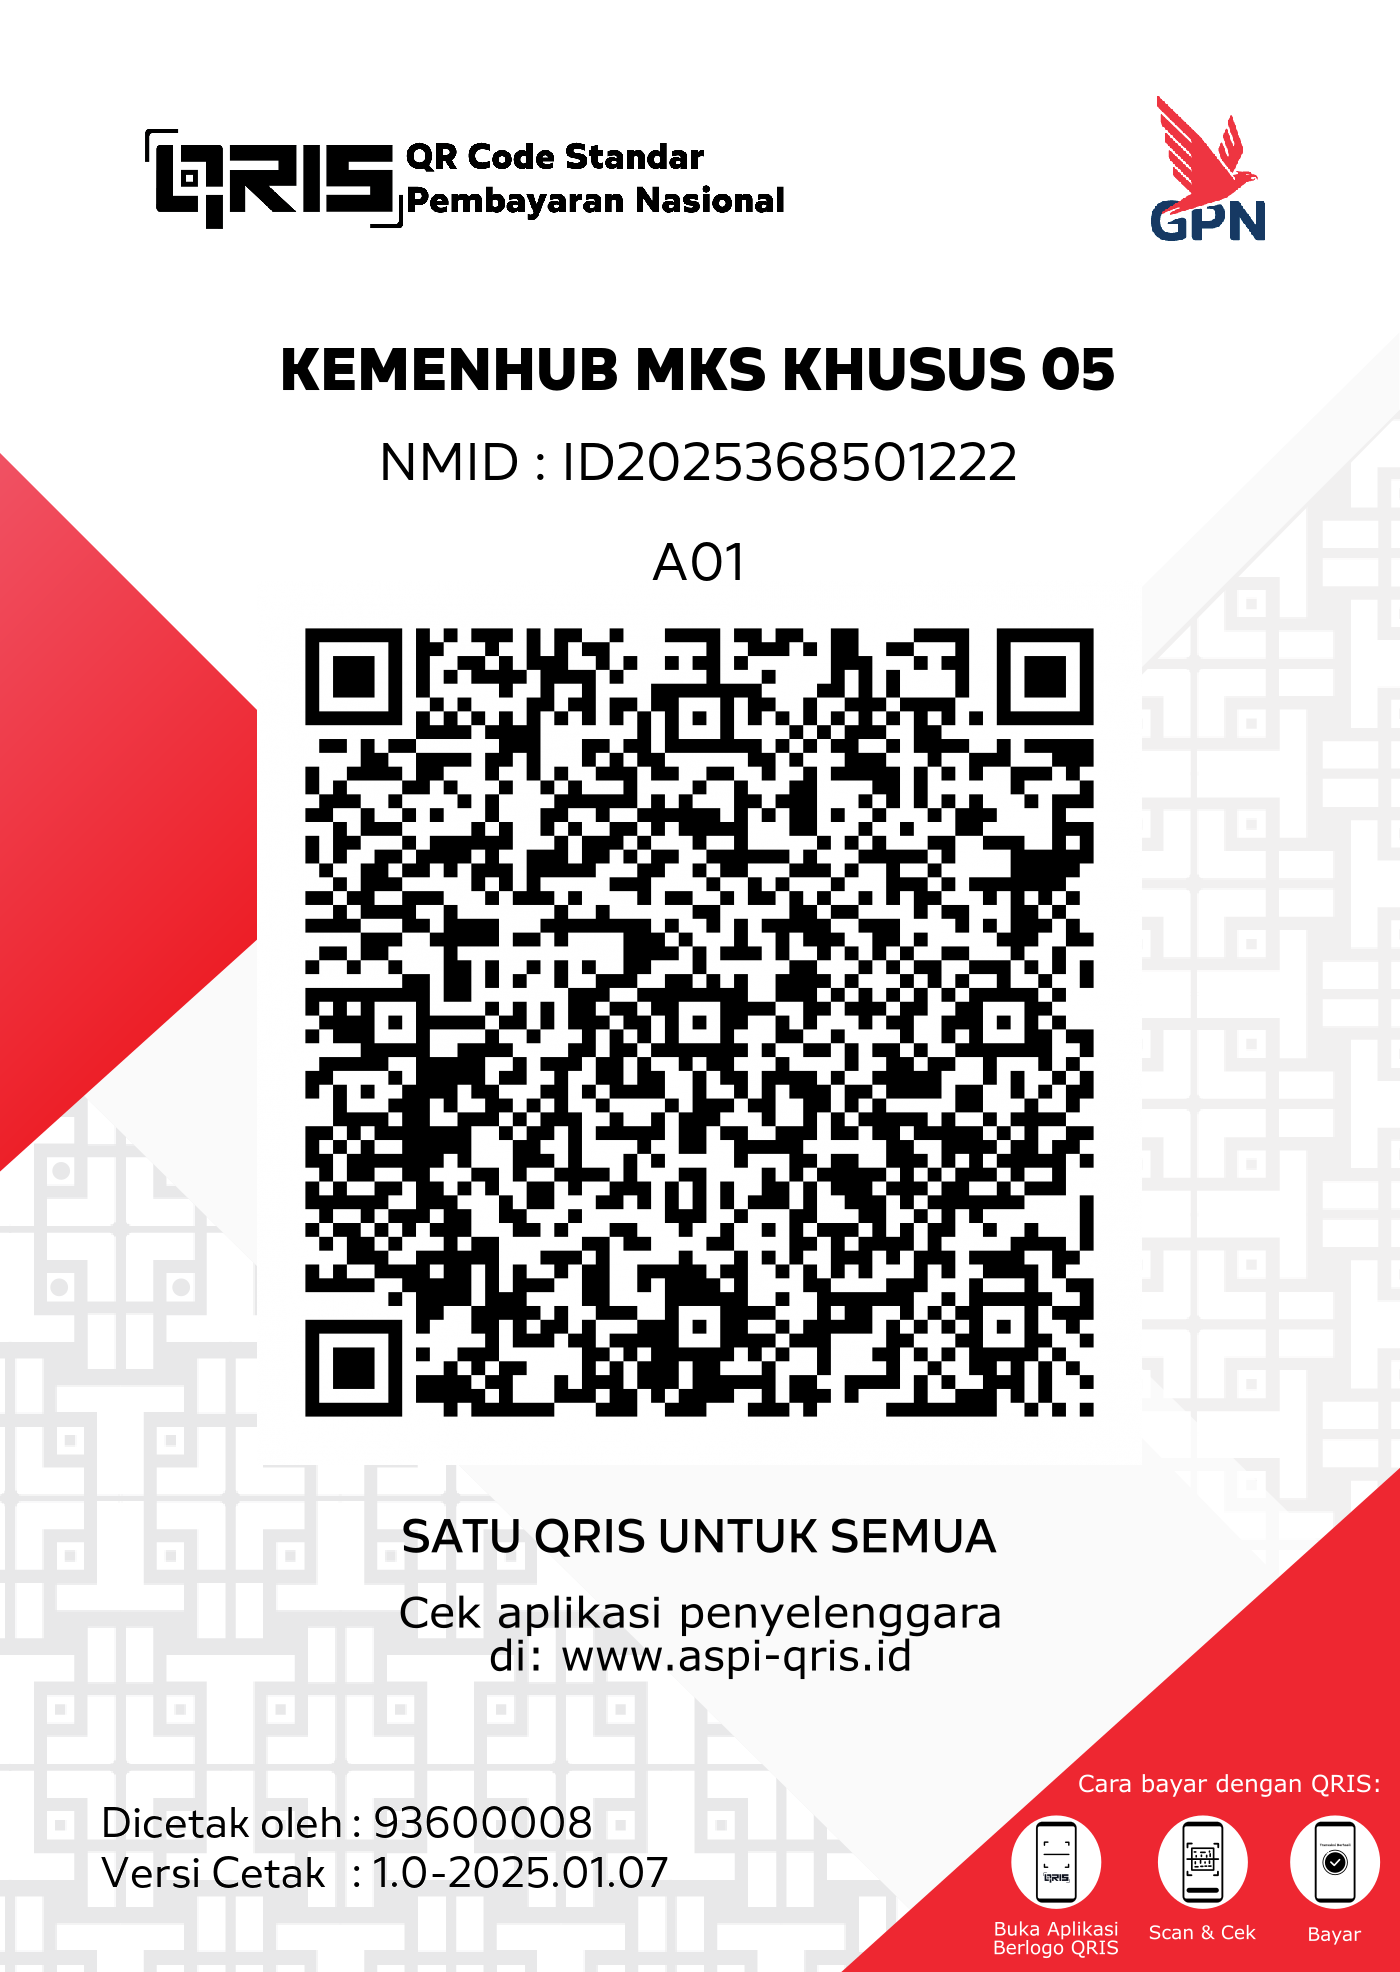 QRIS QR Code Standar
Pembayaran Nasional
GPN
KEMENHUB MKS KHUSUS 05
NMID : ID2025368501222
A01
SATU QRIS UNTUK SEMUA
Cek aplikasi penyelenggara
di: www.aspi-qris.id
Dicetak oleh : 93600008
Versi Cetak : 1.0-2025.01.07
Cara bayar dengan QRIS:
QRIS
Buka Aplikasi
Berlogo QRIS
Scan & Cek
Bayar